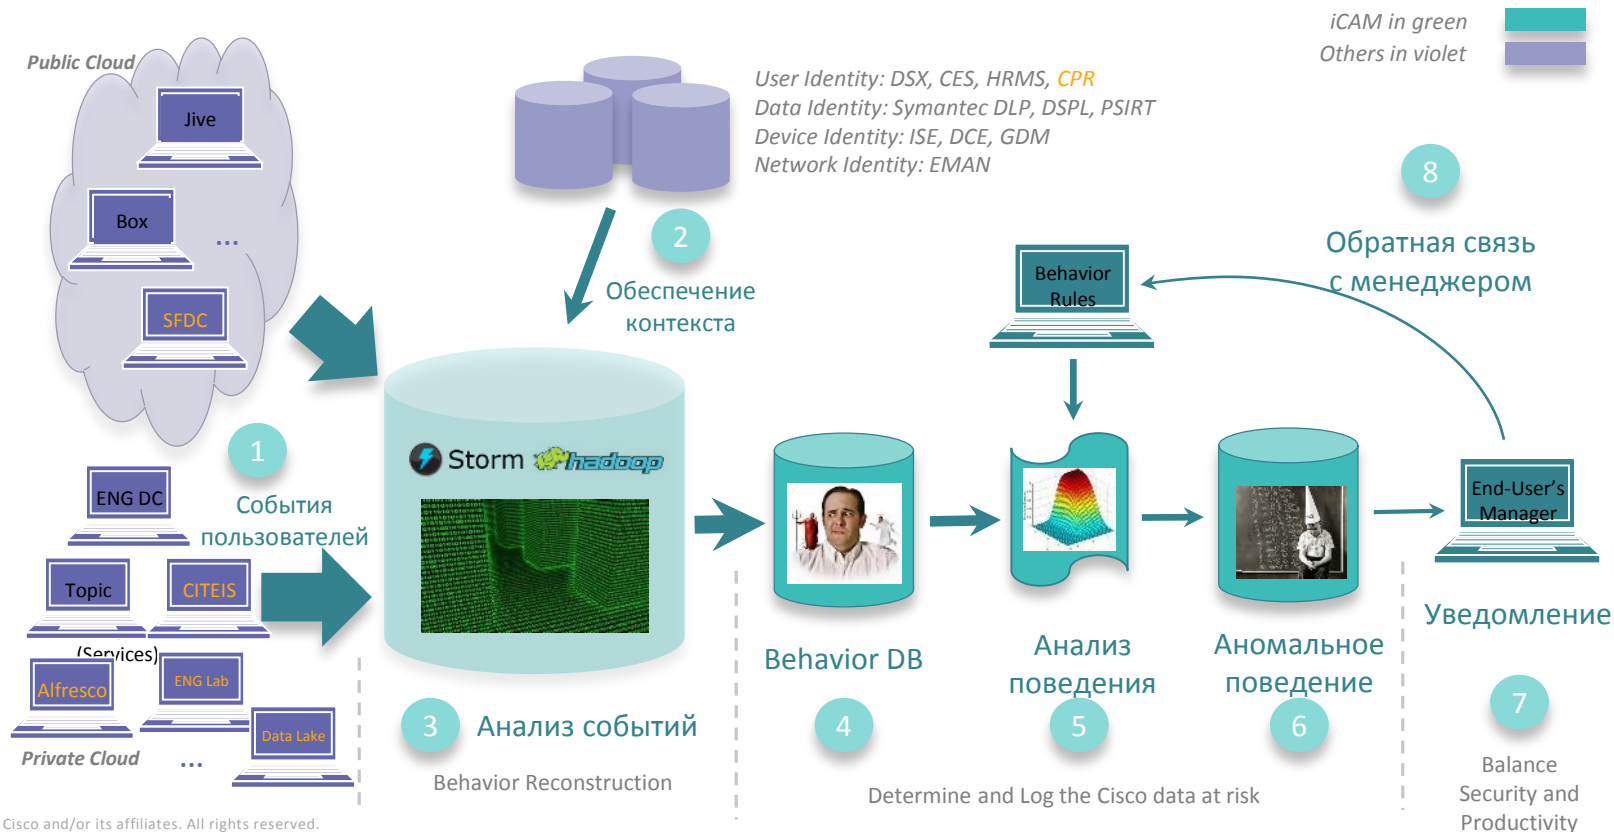 iCAM in green
Others in violet
Public Cloud
Jive
Box
...
SFDC
User Identity: DSX, CES, HRMS, CPR
Data Identity: Symantec DLP, DSPL, PSIRT
Device Identity: ISE, DCE, GDM
Network Identity: EMAN
2
Обеспечение
контекста
8
Обратная связь
с менеджером
Behavior
Rules
1
События
пользователей
ENG DC
Topic
(Services)
CITEIS
Alfresco
ENG Lab
Data Lake
Private Cloud
...
Storm hadoop
3
Анализ событий
Behavior Reconstruction
Behavior DB
4
Анализ
поведения
5
Аномальное
поведение
6
Determine and Log the Cisco data at risk
End-User's
Manager
Уведомление
7
Balance
Security and
Productivity
Cisco and/or its affiliates. All rights reserved.